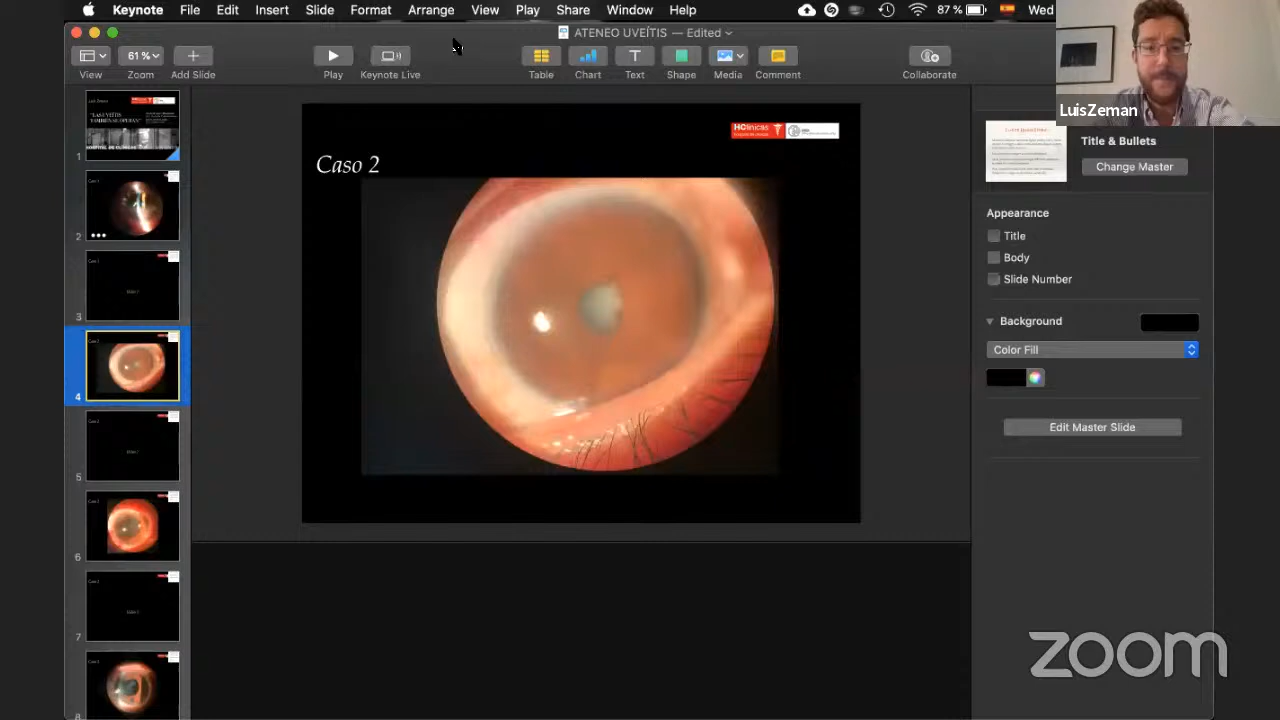 Keynote File Edit Insert Slide Format Arrange View Play Share Window Help 87 % Wed
ATENEO UVEÍTIS — Edited
61 %
View Zoom Add Slide Play Keynote Live Table Chart Text Shape Media Comment Collaborate
LuisZeman
1
2
3
4
5
6
7
8
HClinicas
Caso 2
Title & Bullets
Change Master
Appearance
Title
Body
Slide Number
Background
Color Fill
Edit Master Slide
zoom